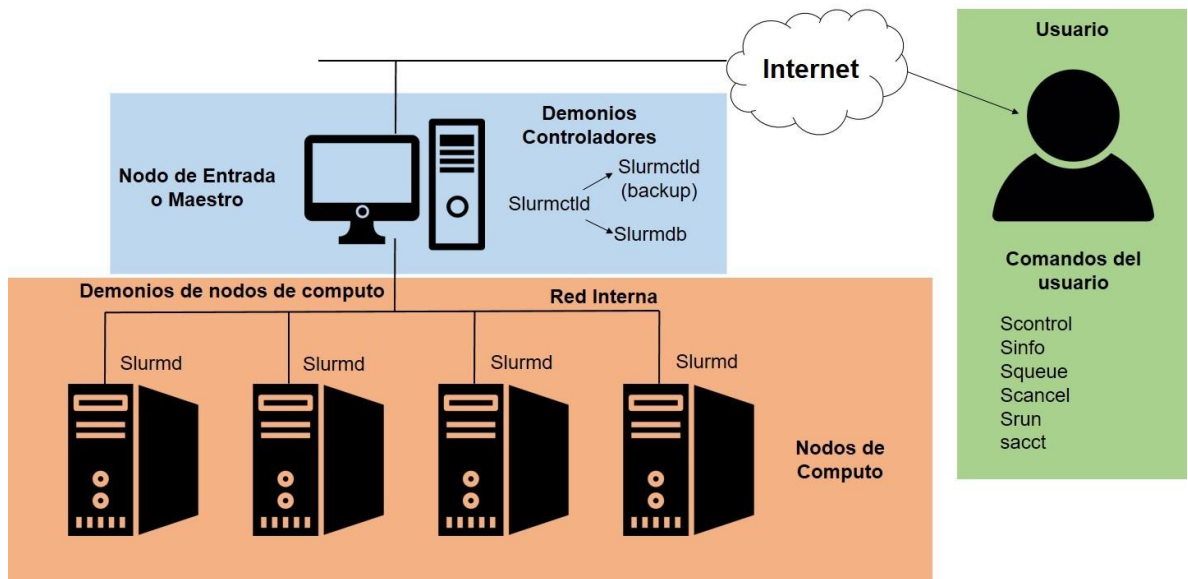 Internet
Usuario
Demonios
Controladores
Nodo de Entrada
o Maestro
Slurmctld
(backup)
Slurmctld
Slurmdb
Comandos del
usuario
Scontrol
Sinfo
Squeue
Scancel
Srun
sacct
Demonios de nodos de computo
Red Interna
Slurmd
Slurmd
Slurmd
Slurmd
Nodos de
Computo